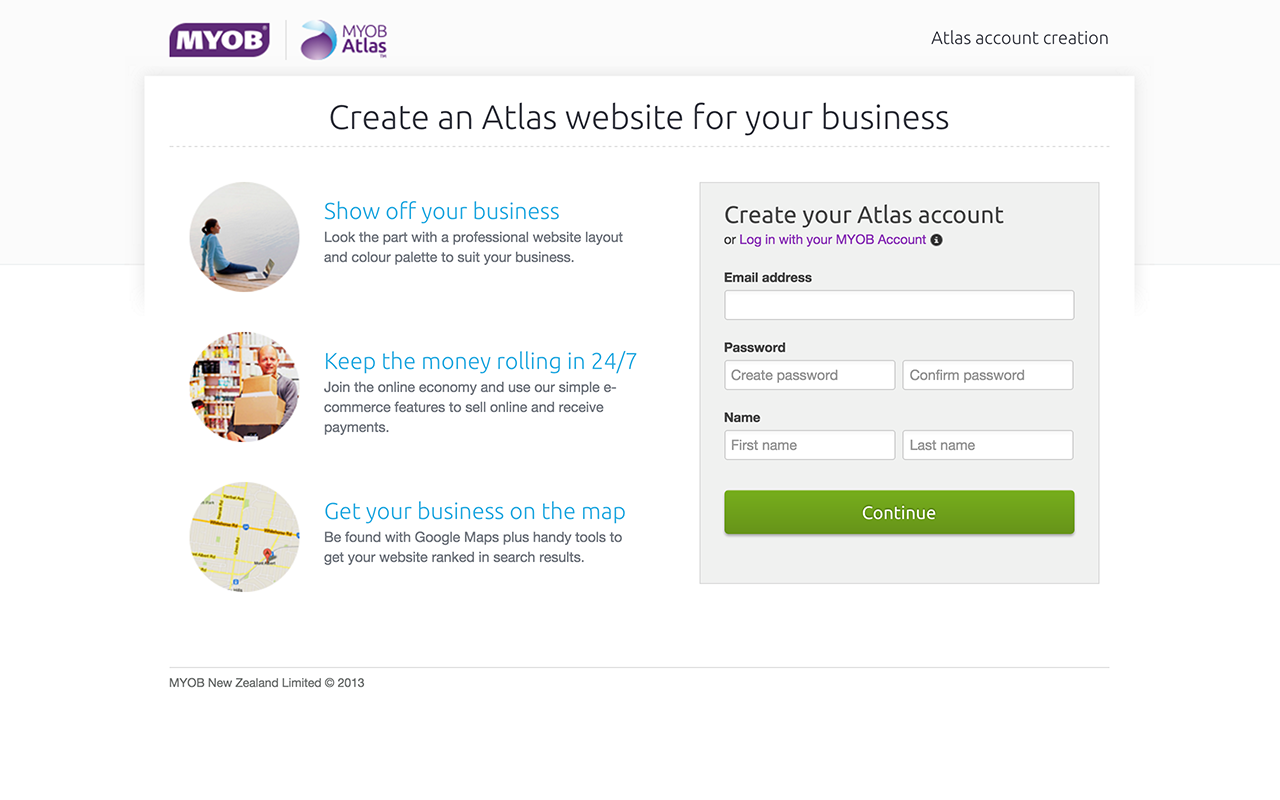 MYOB®
MYOB
Atlas™
Atlas account creation
Create an Atlas website for your business
Show off your business
Look the part with a professional website layout
and colour palette to suit your business.
Keep the money rolling in 24/7
Join the online economy and use our simple e-
commerce features to sell online and receive
payments.
Get your business on the map
Be found with Google Maps plus handy tools to
get your website ranked in search results.
Create your Atlas account
or Log in with your MYOB Account
Email address
Password
Create password
Confirm password
Name
First name
Last name
Continue
MYOB New Zealand Limited © 2013